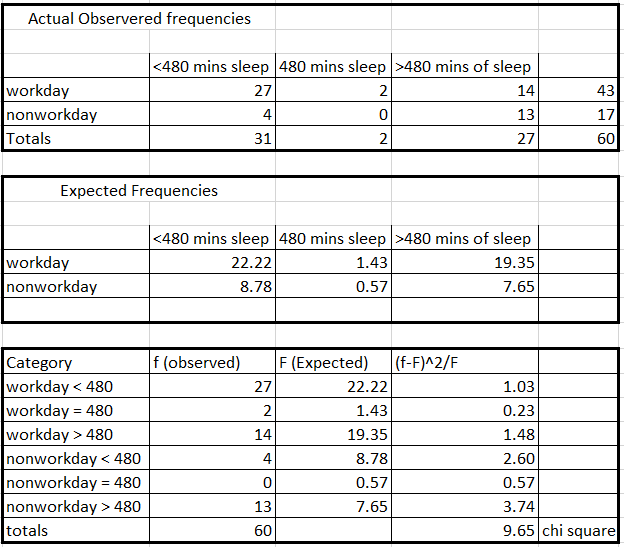 Actual Observered frequencies
<480 mins sleep 480 mins sleep >480 mins of sleep
workday 27 2 14 43
nonworkday 4 0 13 17
Totals 31 2 27 60
Expected Frequencies
<480 mins sleep 480 mins sleep >480 mins of sleep
workday 22.22 1.43 19.35
nonworkday 8.78 0.57 7.65
Category f (observed) F (Expected) (f-F)^2/F
workday < 480 27 22.22 1.03
workday = 480 2 1.43 0.23
workday > 480 14 19.35 1.48
nonworkday < 480 4 8.78 2.60
nonworkday = 480 0 0.57 0.57
nonworkday > 480 13 7.65 3.74
totals 60 9.65 chi square